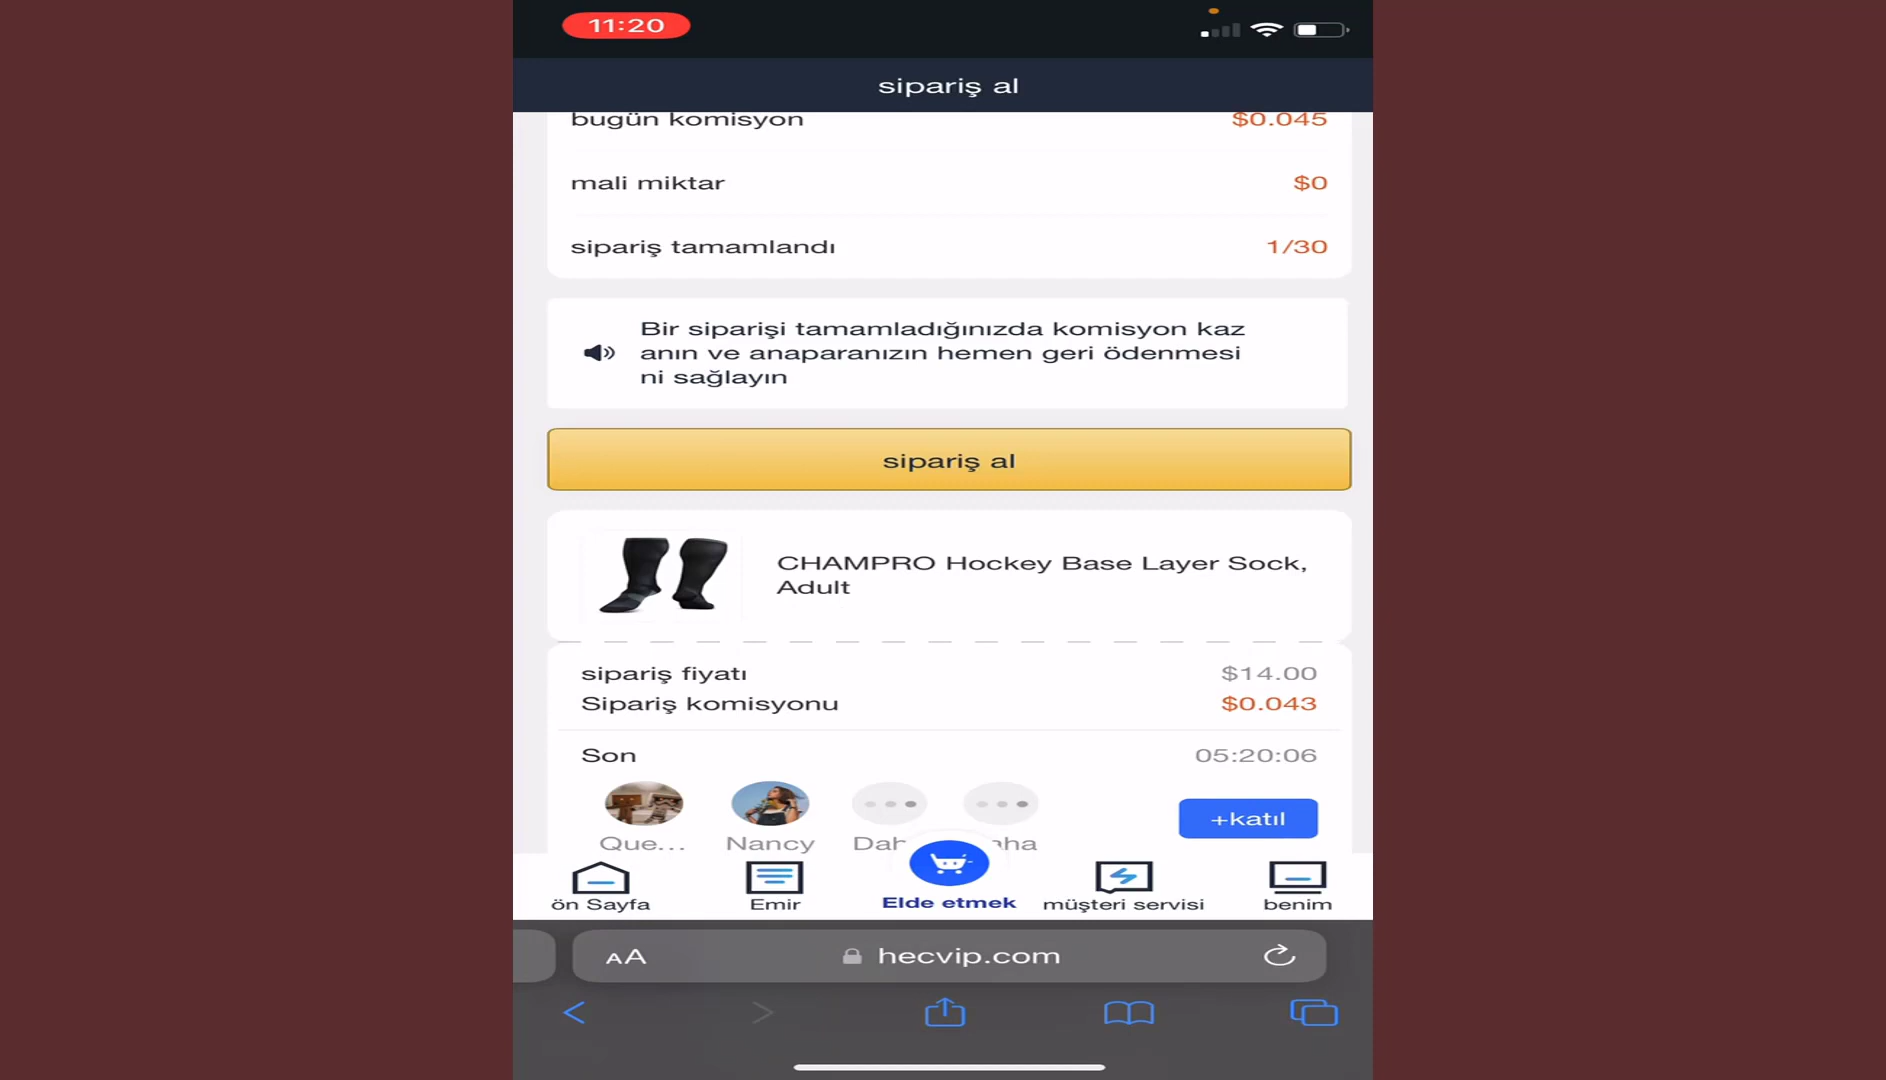 11:20
sipariş al
bugün komisyon $0.045
mali miktar $0
sipariş tamamlandı 1/30
Bir siparişi tamamladığınızda komisyon kaz
anın ve anaparanızın hemen geri ödenmesi
ni sağlayın
sipariş al
CHAMPRO Hockey Base Layer Sock,
Adult
sipariş fiyatı $14.00
Sipariş komisyonu $0.043
Son 05:20:06
+katıl
Que... Nancy
ön Sayfa Emir Elde etmek müşteri servisi benim
AA hecvip.com